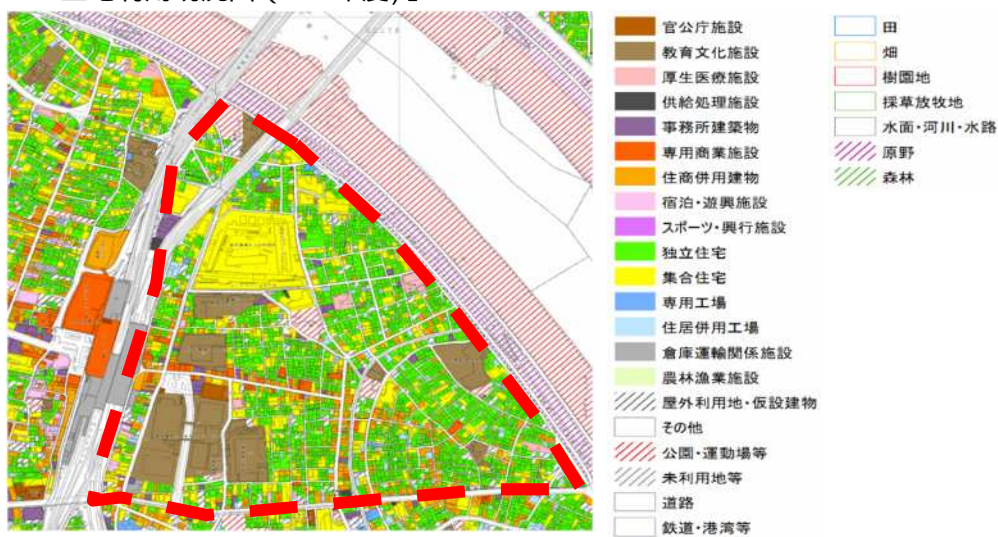 官公庁施設
教育文化施設
厚生医療施設
供給処理施設
事務所建築物
専用商業施設
住商併用建物
宿泊・遊興施設
スポーツ・興行施設
独立住宅
集合住宅
専用工場
住居併用工場
倉庫運輸関係施設
農林漁業施設
屋外利用地・仮設建物
その他
公園・運動場等
未利用地等
道路
鉄道・港湾等
田
畑
樹園地
採草放牧地
水面・河川・水路
原野
森林